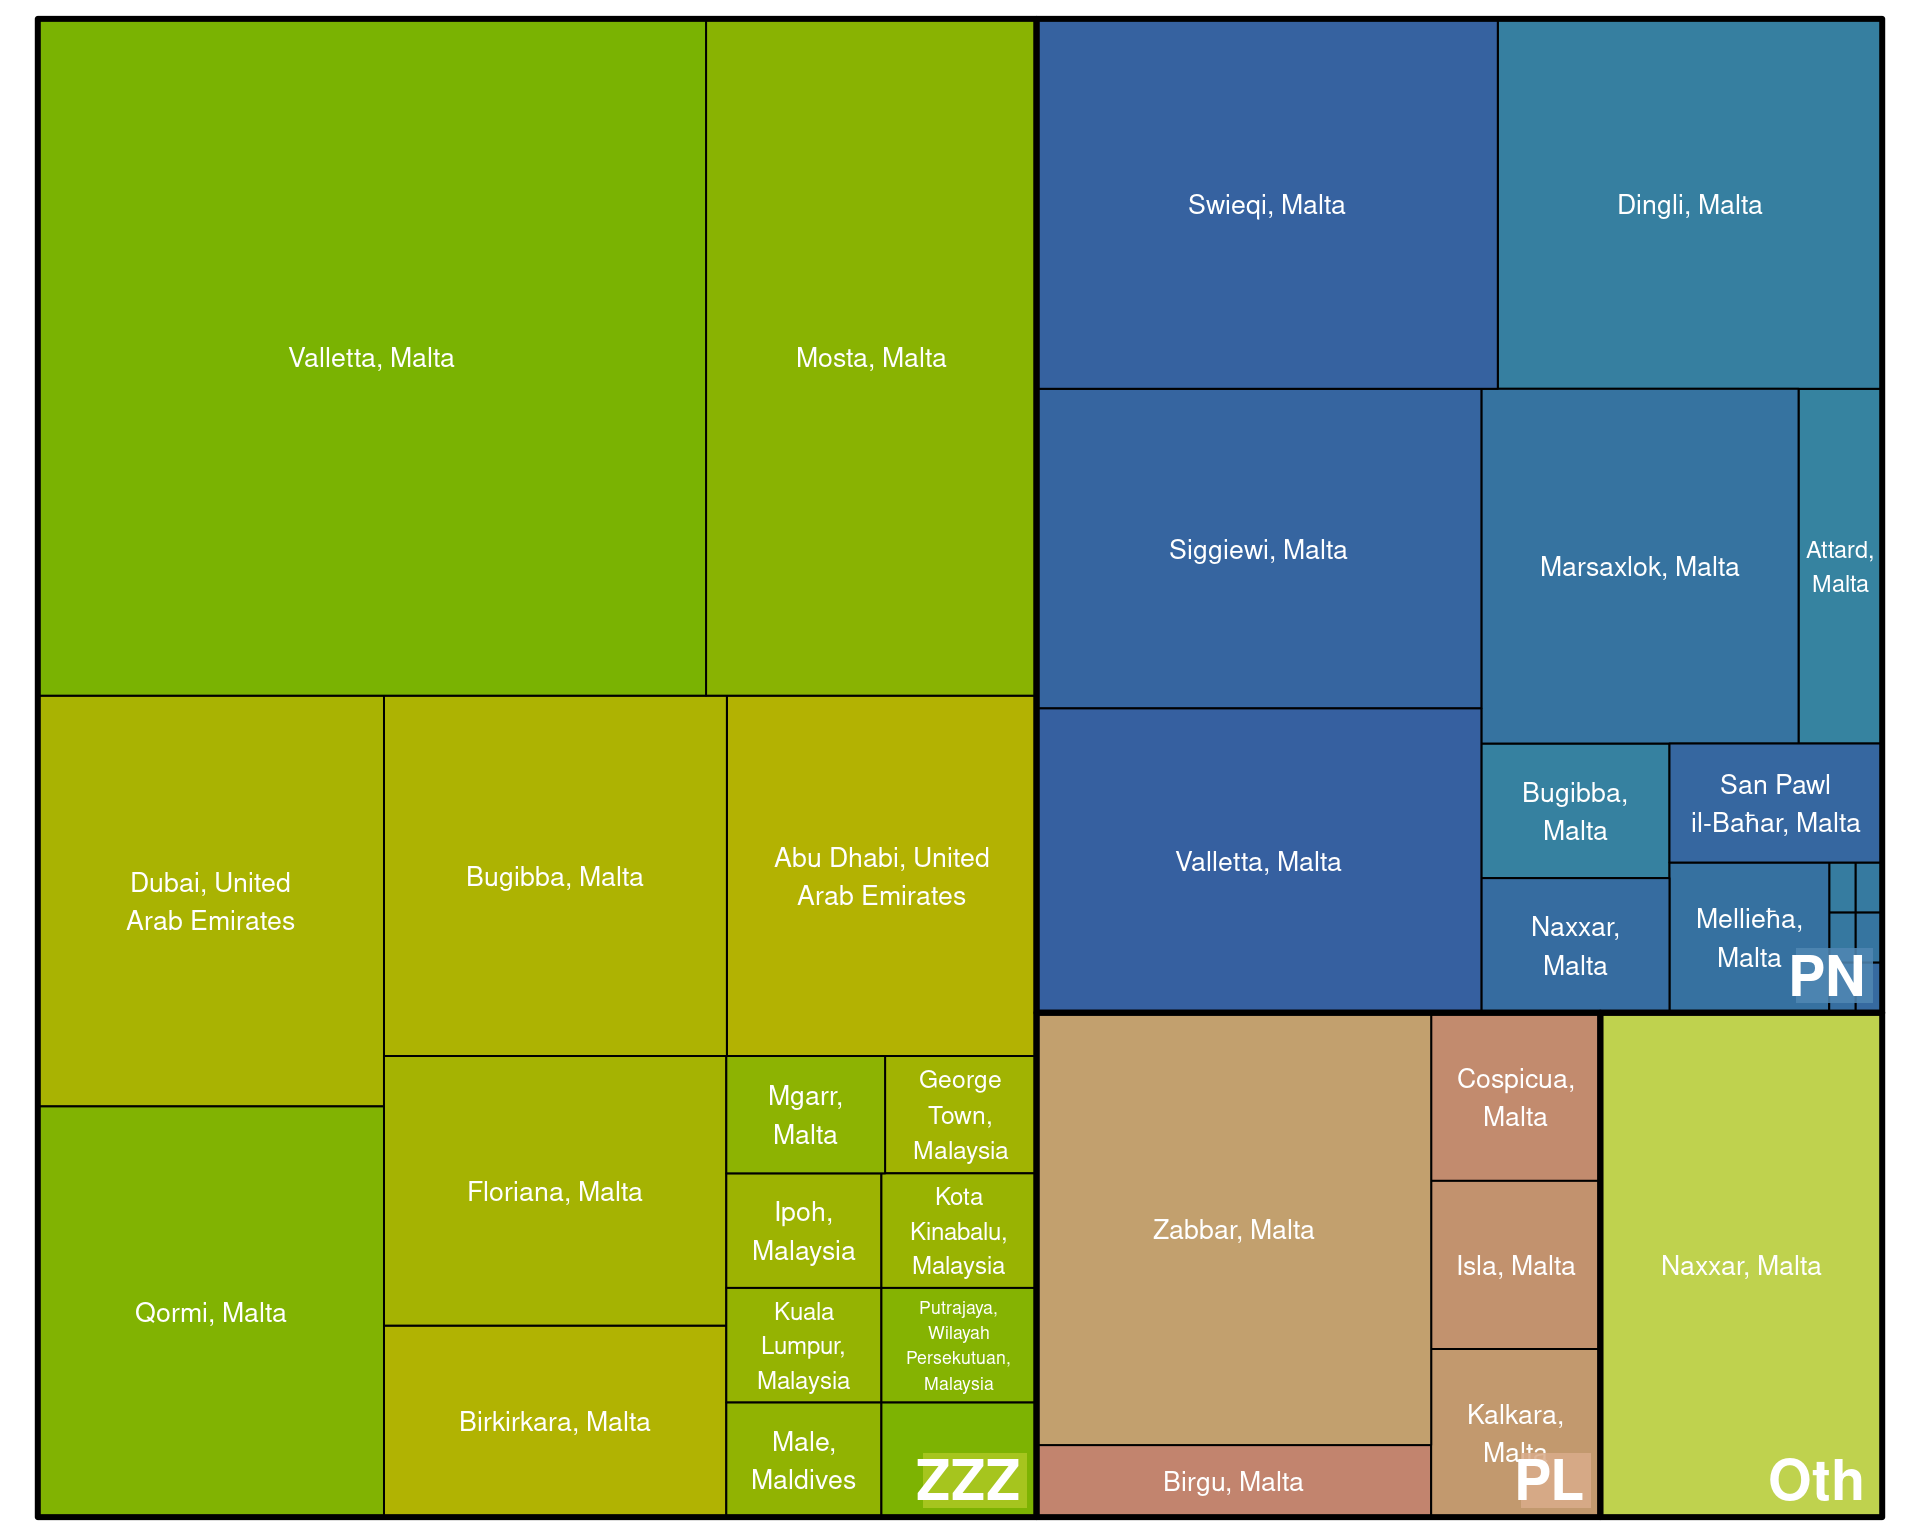 Valletta, Malta
Mosta, Malta
Dubai, United
Arab Emirates
Bugibba, Malta
Abu Dhabi, United
Arab Emirates
Qormi, Malta
Floriana, Malta
Birkirkara, Malta
Mgarr,
Malta
George
Town,
Malaysia
Ipoh,
Malaysia
Kota
Kinabalu,
Malaysia
Kuala
Lumpur,
Malaysia
Putrajaya,
Wilayah
Persekutuan,
Malaysia
Male,
Maldives
ZZZ
Swieqi, Malta
Dingli, Malta
Siggiewi, Malta
Marsaxlok, Malta
Attard,
Malta
Valletta, Malta
Bugibba,
Malta
San Pawl
il-Baħar, Malta
Naxxar,
Malta
Mellieħa,
Malta
PN
Zabbar, Malta
Birgu, Malta
Cospicua,
Malta
Isla, Malta
Kalkara,
Malta
PL
Naxxar, Malta
Oth